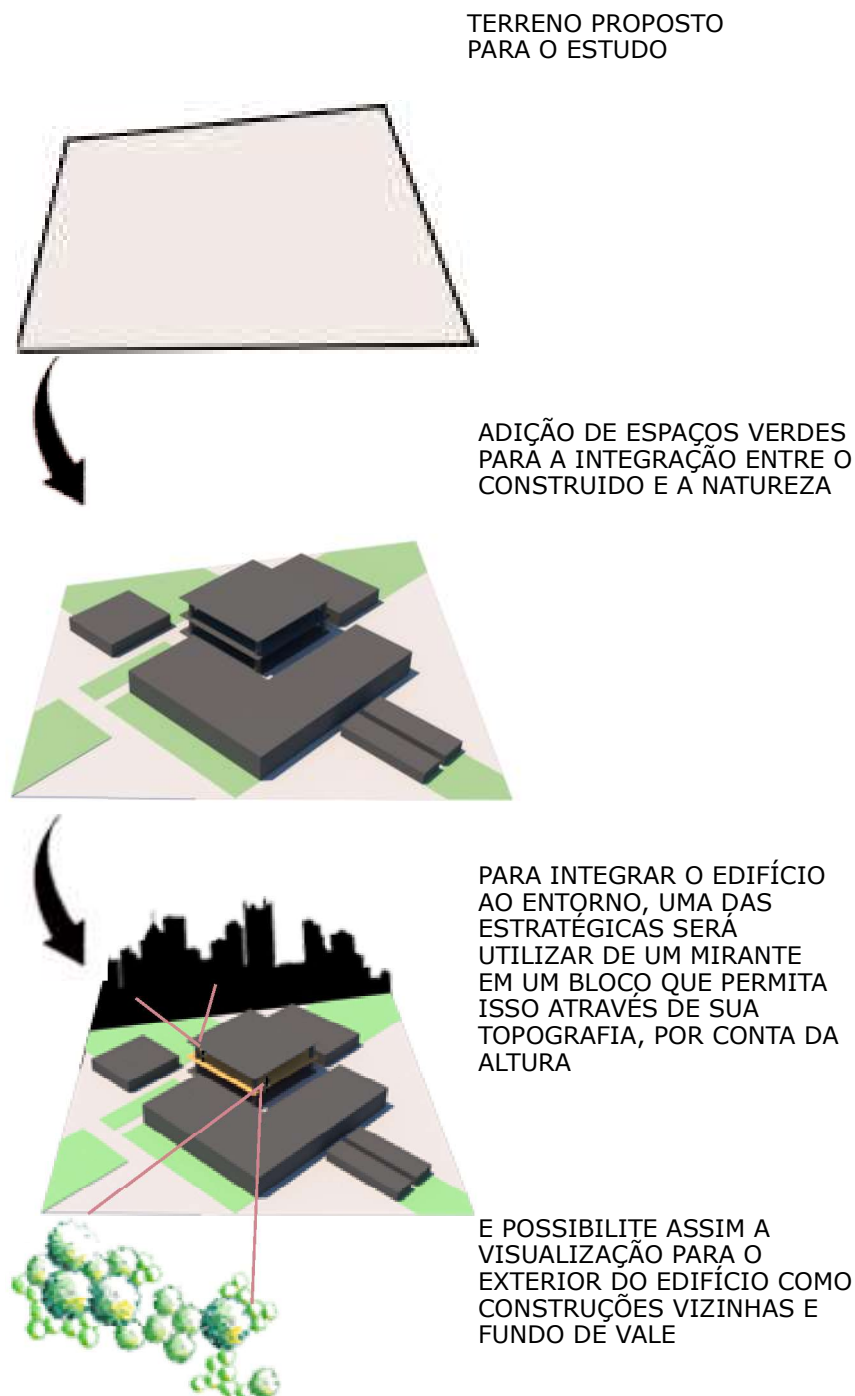 TERRENO PROPOSTO
PARA O ESTUDO
ADIÇÃO DE ESPAÇOS VERDES
PARA A INTEGRAÇÃO ENTRE O
CONSTRUIDO E A NATUREZA
PARA INTEGRAR O EDIFÍCIO
AO ENTORNO, UMA DAS
ESTRATÉGICAS SERÁ
UTILIZAR DE UM MIRANTE
EM UM BLOCO QUE PERMITA
ISSO ATRAVÉS DE SUA
TOPOGRAFIA, POR CONTA DA
ALTURA
E POSSIBILITE ASSIM A
VISUALIZAÇÃO PARA O
EXTERIOR DO EDIFÍCIO COMO
CONSTRUÇÕES VIZINHAS E
FUNDO DE VALE